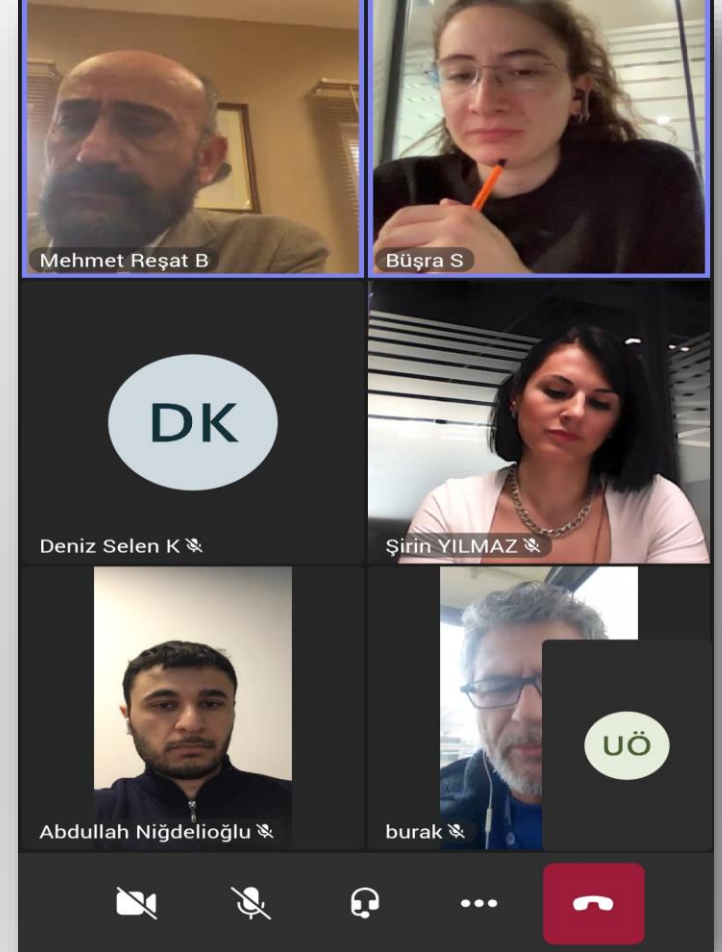 Mehmet Reşat B
Büşra S
DK
Deniz Selen K
Şirin YILMAZ
Abdullah Niğdelioğlu
burak
UÖ